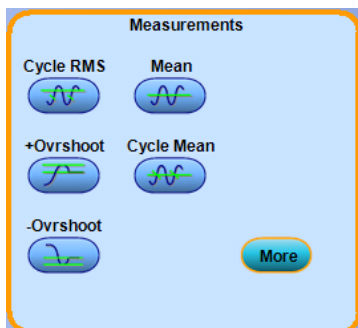 Measurements
Cycle RMS Mean
+Ovrshoot Cycle Mean
-Ovrshoot
More